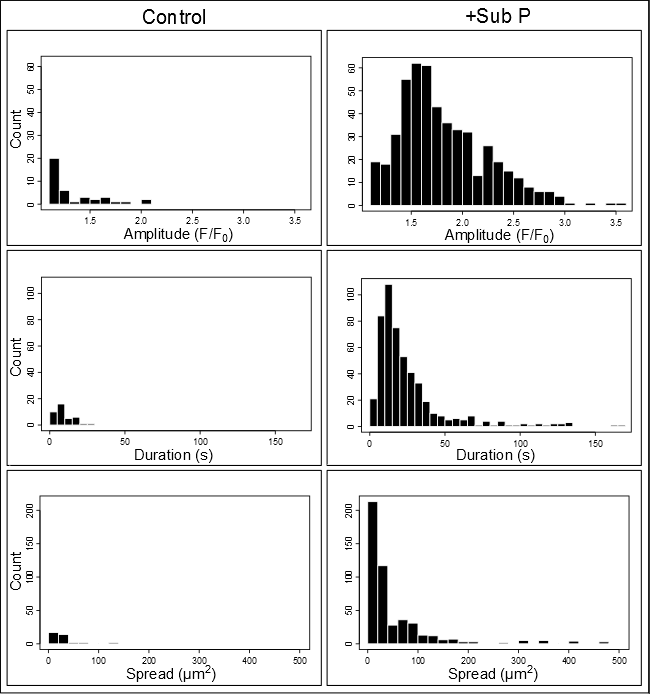 Control
+Sub P
Count
60
50
40
30
20
10
0
1.5 2.0 2.5 3.0 3.5
Amplitude (F/F0)
60
50
40
30
20
10
0
1.5 2.0 2.5 3.0 3.5
Amplitude (F/F0)
Count
100
80
60
40
20
0
0 50 100 150
Duration (s)
100
80
60
40
20
0
0 50 100 150
Duration (s)
Count
200
150
100
50
0
0 100 200 300 400 500
Spread (μm²)
200
150
100
50
0
0 100 200 300 400 500
Spread (μm²)